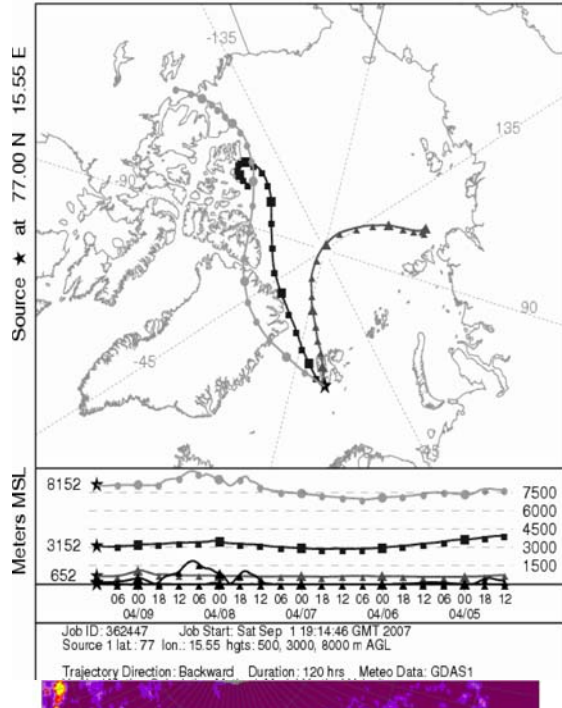 -135
135
-90
90
-45
45
Source ★ at 77.00 N 15.55 E
Meters MSL
8152
3152
652
7500
6000
4500
3000
1500
06 00 18 12 06 00 18 12 06 00 18 12 06 00 18 12 06 00 18 12
04/09 04/08 04/07 04/06 04/05
Job ID: 362447 Job Start: Sat Sep 1 19:14:46 GMT 2007
Source 1 lat.: 77 lon.: 15.55 hgts: 500, 3000, 8000 m AGL
Trajectory Direction: Backward Duration: 120 hrs Meteo Data: GDAS1